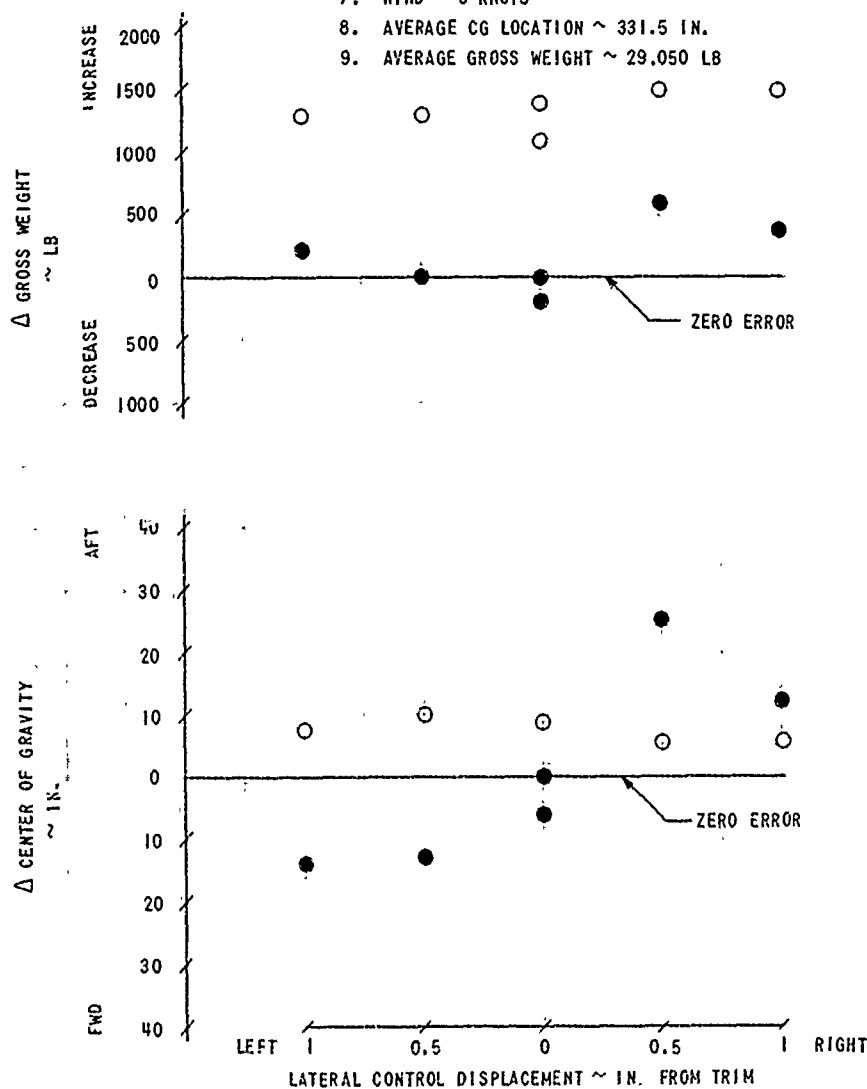 8. AVERAGE CG LOCATION ~ 331.5 IN.
9. AVERAGE GROSS WEIGHT ~ 29.050 LB
INCREASE
Δ GROSS WEIGHT
~ LB
DECREASE
2000
1500
1000
500
0
500
1000
ZERO ERROR
AFT
Δ CENTER OF GRAVITY
~ IN.
FWD
40
30
20
10
0
10
20
30
40
ZERO ERROR
LEFT 1 0.5 0 0.5 1 RIGHT
LATERAL CONTROL DISPLACEMENT ~ IN. FROM TRIM